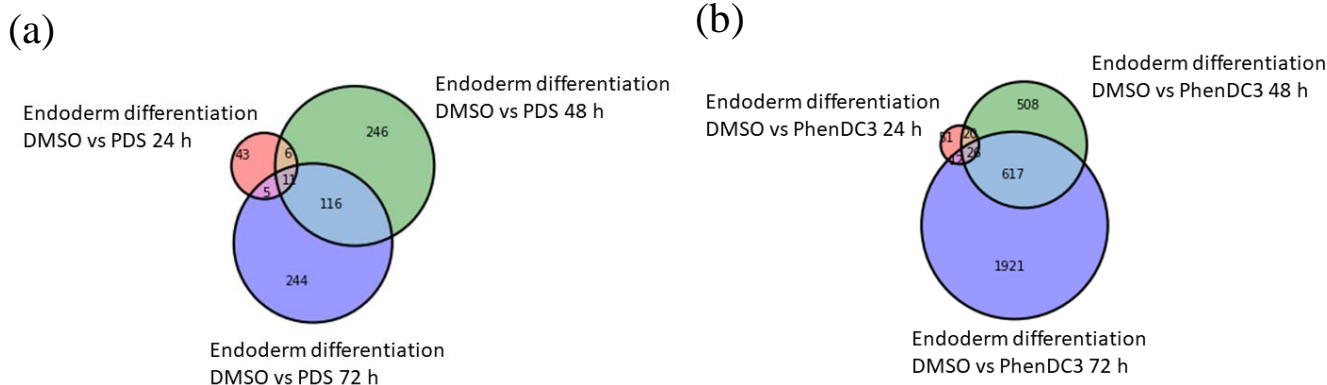 (a)
Endoderm differentiation
DMSO vs PDS 24 h
Endoderm differentiation
DMSO vs PDS 48 h
43
6
246
11
5
116
244
Endoderm differentiation
DMSO vs PDS 72 h
(b)
Endoderm differentiation
DMSO vs PhenDC3 24 h
Endoderm differentiation
DMSO vs PhenDC3 48 h
508
26
617
1921
Endoderm differentiation
DMSO vs PhenDC3 72 h